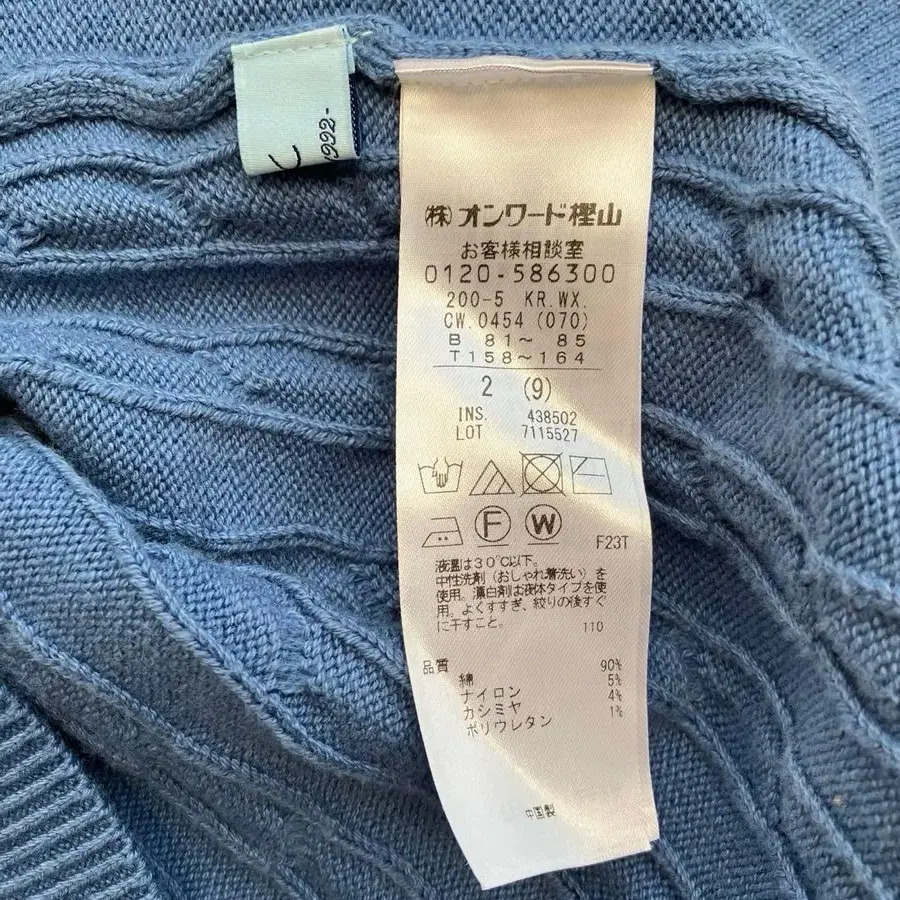 1992-
(株)オンワード樫山
お客様相談室
0120-586300
200-5 KR.WX.
CW.0454 (070)
B 81～ 85
T158～164
2 (9)
INS. 438502
LOT 7115527
F W
F23T
液温は30℃以下。
中性洗剤（おしゃれ着洗い）を
使用。漂白剤は液体タイプを使
用。よくすすぎ、絞りの後すぐ
に干すこと。 110
品質
綿 90%
ナイロン 5%
カシミヤ 4%
ポリウレタン 1%
中国製